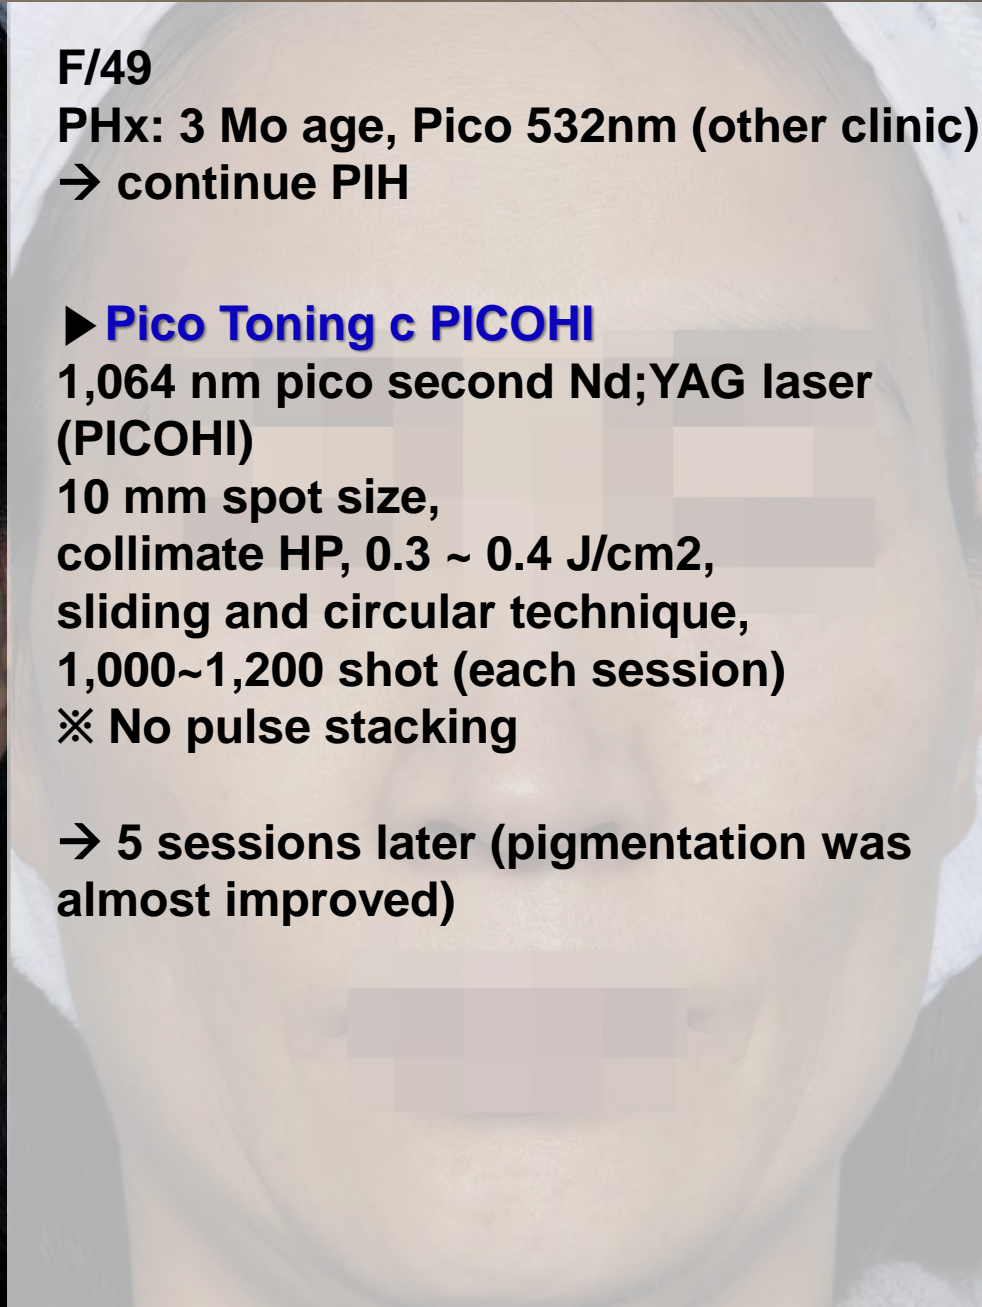 F/49
PHx: 3 Mo age, Pico 532nm (other clinic)
→ continue PIH
▶Pico Toning c PICOHI
1,064 nm pico second Nd;YAG laser
(PICOHI)
10 mm spot size,
collimate HP, 0.3 ~ 0.4 J/cm2,
sliding and circular technique,
1,000~1,200 shot (each session)
※ No pulse stacking
→ 5 sessions later (pigmentation was
almost improved)